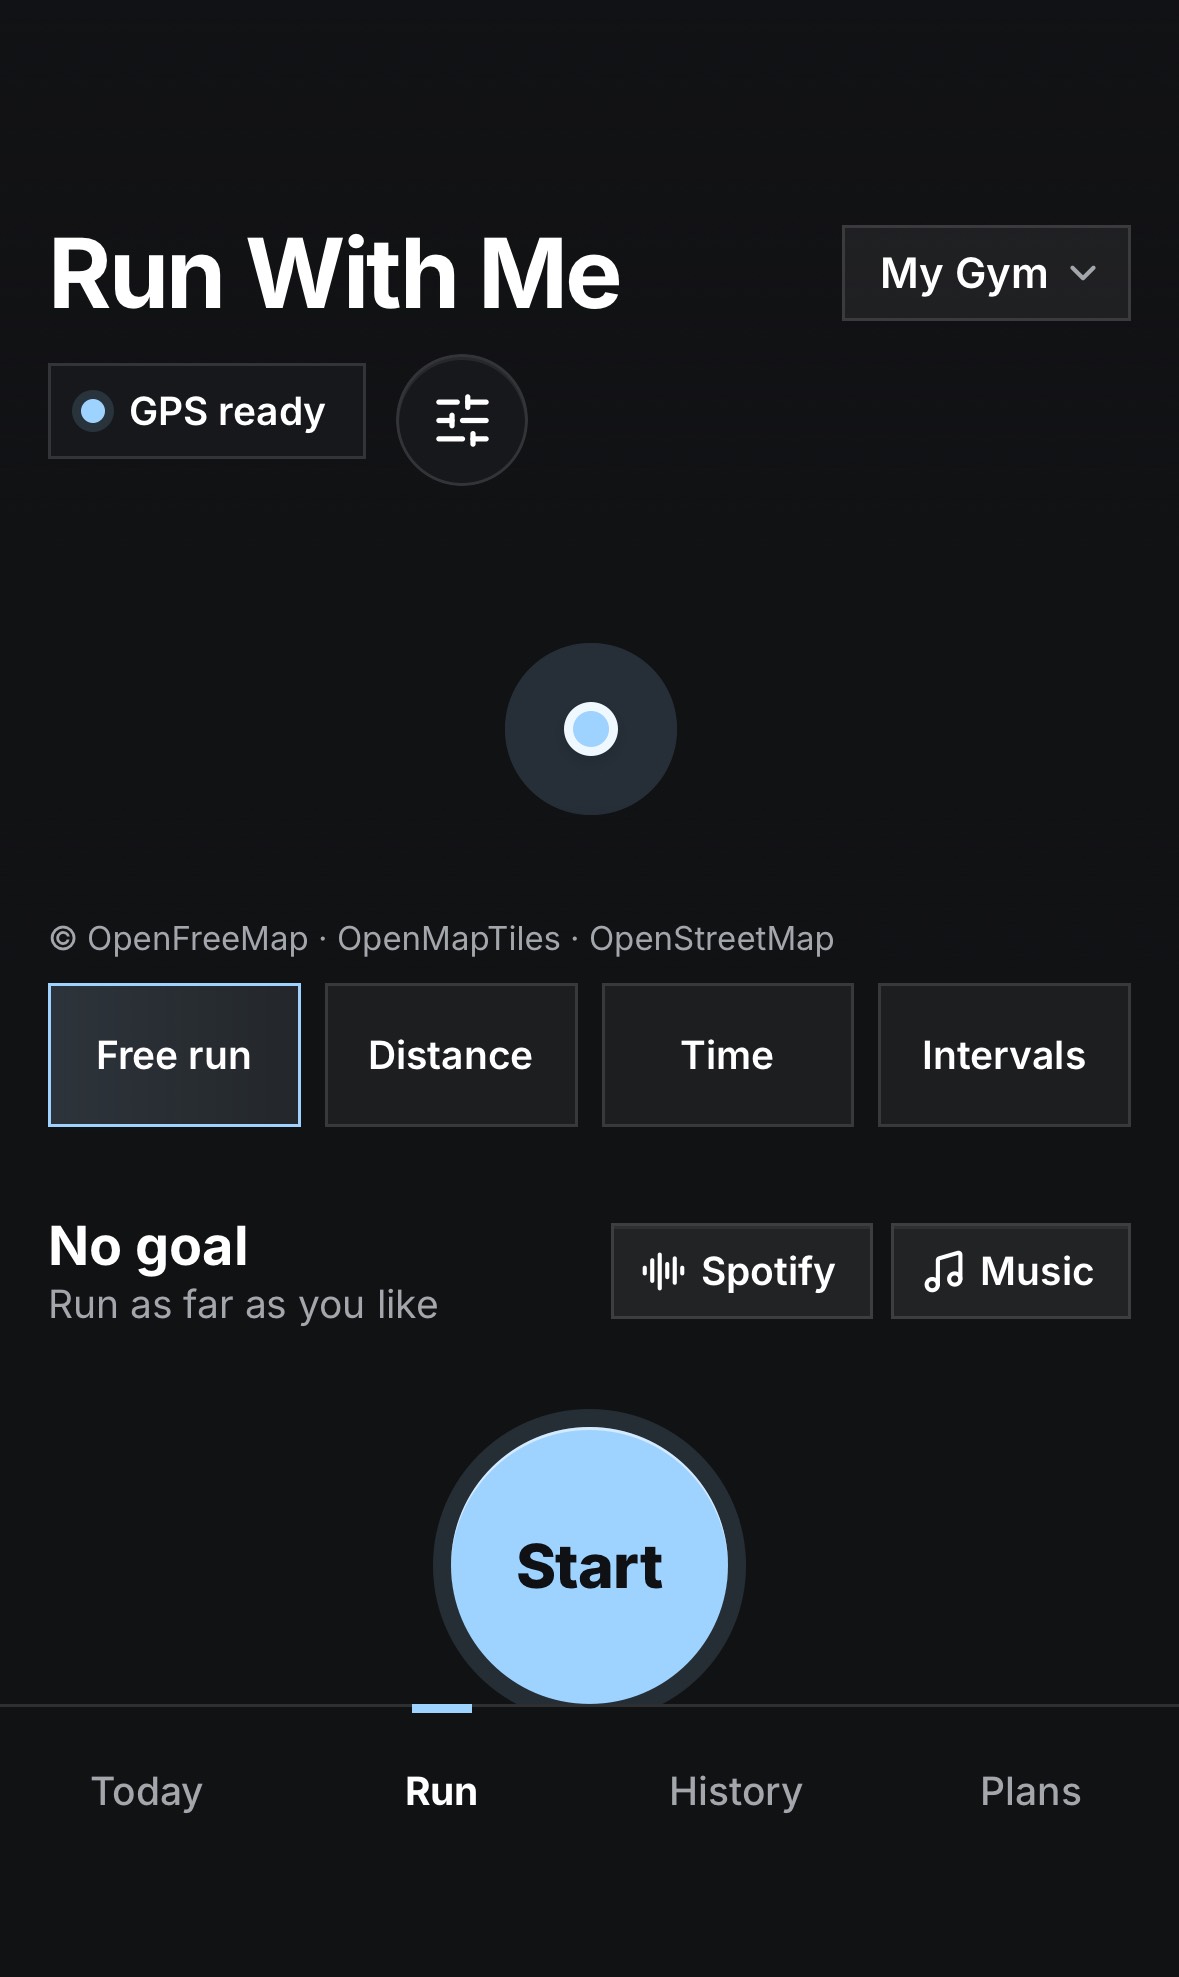 Run With Me
My Gym
GPS ready
© OpenFreeMap · OpenMapTiles · OpenStreetMap
Free run
Distance
Time
Intervals
No goal
Run as far as you like
Spotify
Music
Start
Today
Run
History
Plans